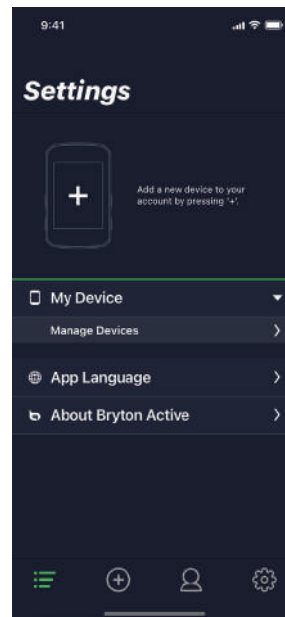 9:41
Settings
Add a new device to your
account by pressing '+'.
My Device
Manage Devices
App Language
About Bryton Active